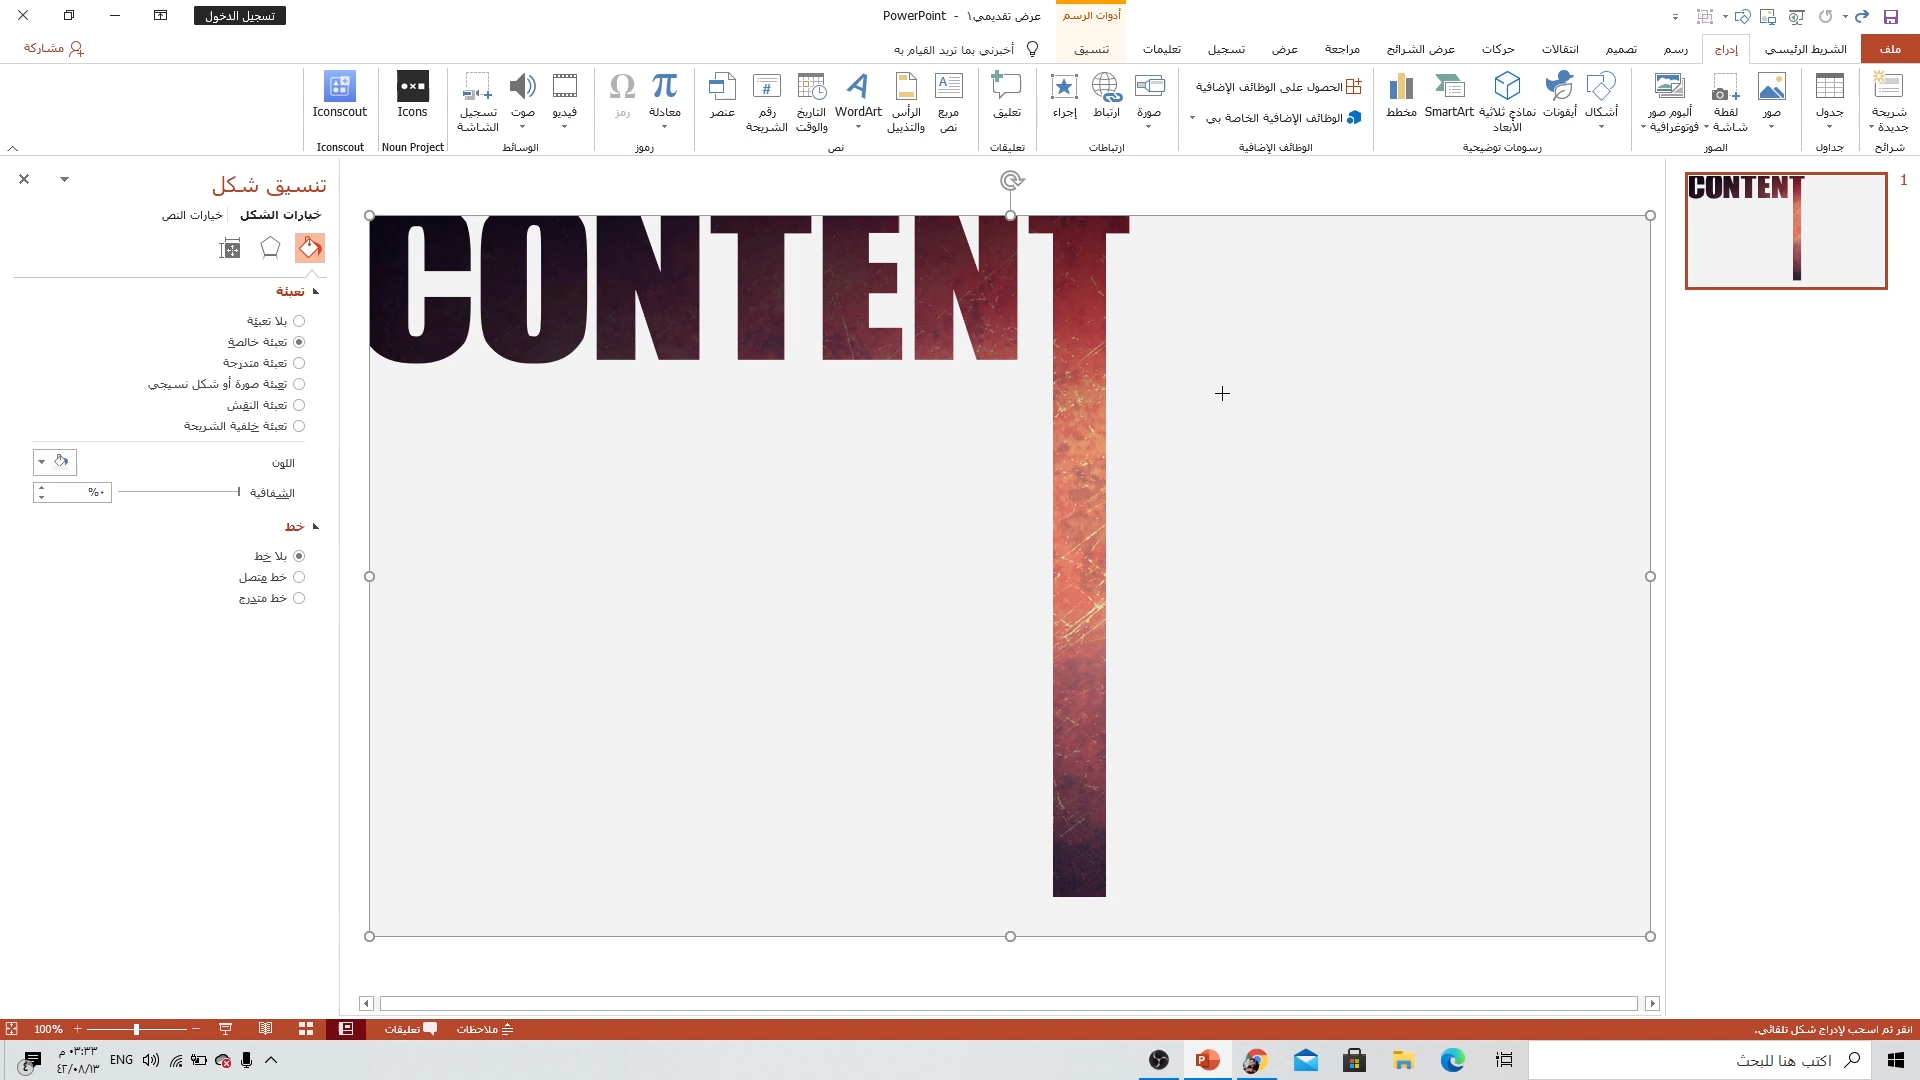 تسجيل الدخول
عرض تقديمي١ - PowerPoint
أدوات الرسم
ملف
الشريط الرئيسي
إدراج
رسم
تصميم
انتقالات
حركات
عرض الشرائح
مراجعة
عرض
تسجيل
تعليمات
تنسيق
أخبرني بما تريد القيام به
مشاركة
شريحة جديدة
جدول
صور
لقطة شاشة
ألبوم صور فوتوغرافية
أشكال
أيقونات
نماذج ثلاثية الأبعاد
SmartArt
مخطط
الحصول على الوظائف الإضافية
الوظائف الإضافية الخاصة بي
صورة
ارتباط
إجراء
تعليق
مربع نص
الرأس والتذييل
WordArt
التاريخ والوقت
رقم الشريحة
عنصر
معادلة
رمز
فيديو
صوت
تسجيل الشاشة
Icons
Iconscout
شرائح
جداول
الصور
رسومات توضيحية
الوظائف الإضافية
ارتباطات
تعليقات
نص
رموز
الوسائط
Noun Project
Iconscout
1
CONTENT
CONTENT
تنسيق شكل
خيارات الشكل
خيارات النص
تعبئة
بلا تعبئة
تعبئة خالصة
تعبئة متدرجة
تعبئة صورة أو شكل نسيجي
تعبئة النقش
تعبئة خلفية الشريحة
اللون
الشفافية
٠%
خط
بلا خط
خط متصل
خط متدرج
انقر ثم اسحب لإدراج شكل تلقائي.
ملاحظات
تعليقات
100%
اكتب هنا للبحث
ENG
٠٣:٣٣ م
٤٢/٠٨/١٣
٤